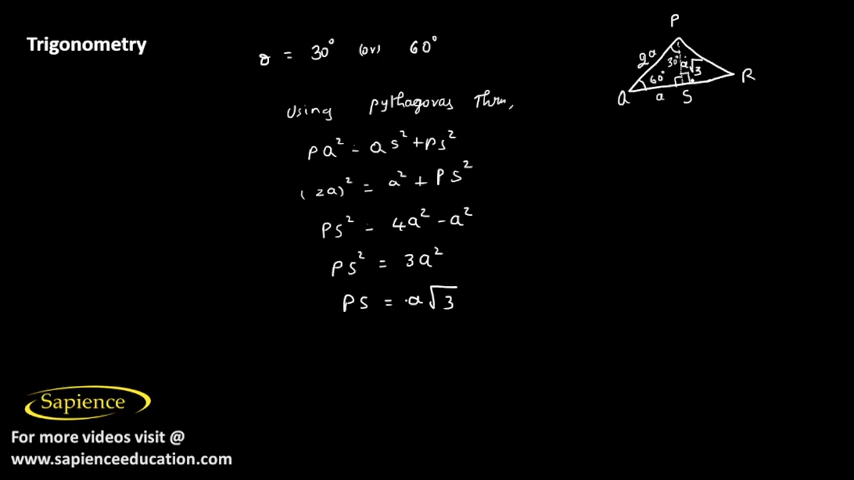 Trigonometry
θ = 30° (or) 60°
Using pythagoras Thm,
PQ² = QS² + PS²
(2a)² = a² + PS²
PS² = 4a² - a²
PS² = 3a²
PS = a√3
P
2a
30°
a√3
60°
R
Q
a
S
Sapience
For more videos visit @
www.sapienceeducation.com